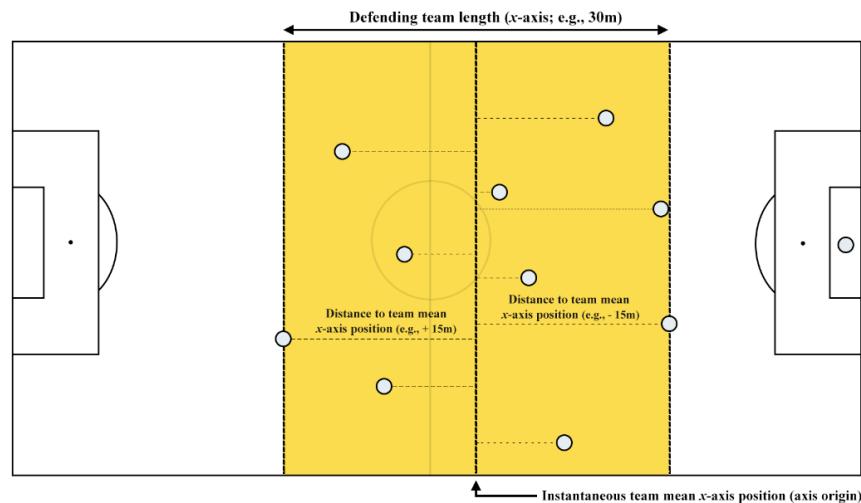 Defending team length (x-axis; e.g., 30m)
Distance to team mean
x-axis position (e.g., + 15m)
Distance to team mean
x-axis position (e.g., - 15m)
Instantaneous team mean x-axis position (axis origin)